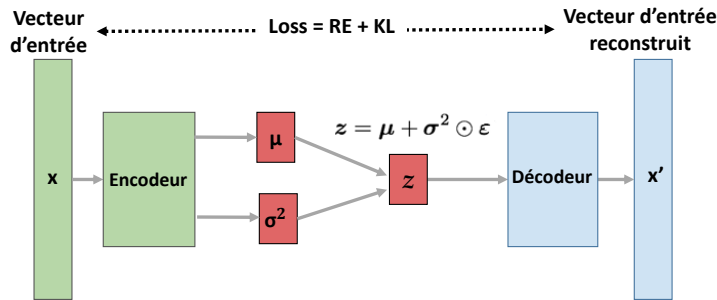 Vecteur
d'entrée
Loss = RE + KL
Vecteur d'entrée
reconstruit
x
Encodeur
μ
σ²
z = μ + σ² ⊙ ε
z
Décodeur
x'